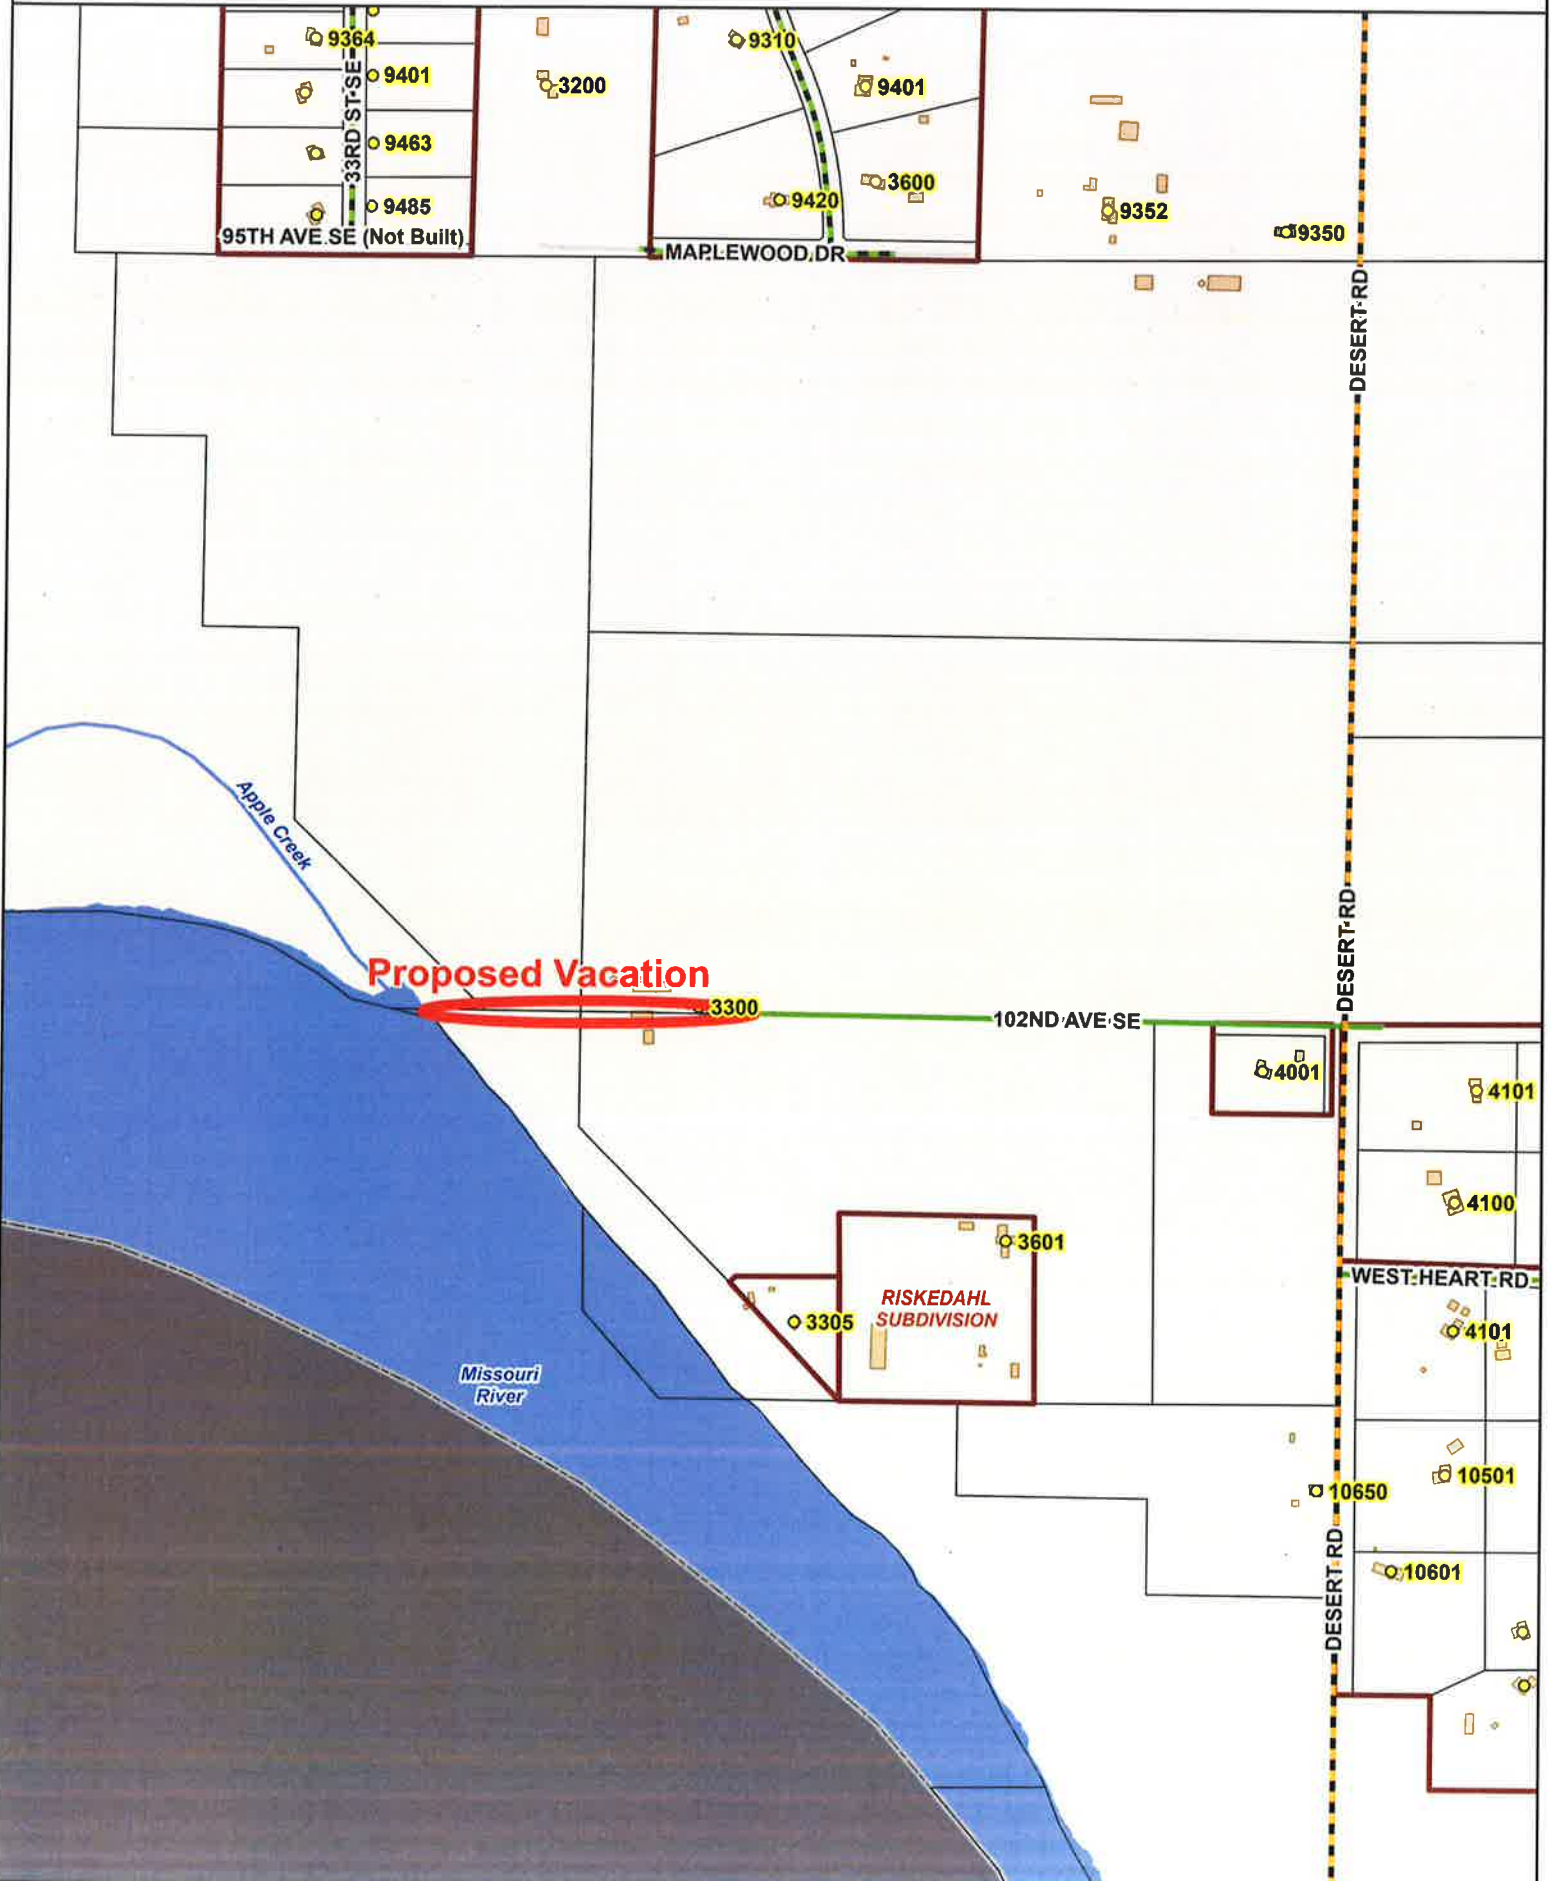 9364
9401
9463
9485
33RD ST SE
95TH AVE SE (Not Built)
3200
9310
9401
3600
9420
MAPLEWOOD DR
9352
9350
DESERT RD
Apple Creek
DESERT RD
Proposed Vacation
3300
102ND AVE SE
4001
4101
4100
3601
WEST HEART RD
RISKEDAHL
SUBDIVISION
3305
4101
Missouri
River
10501
10650
DESERT RD
10601